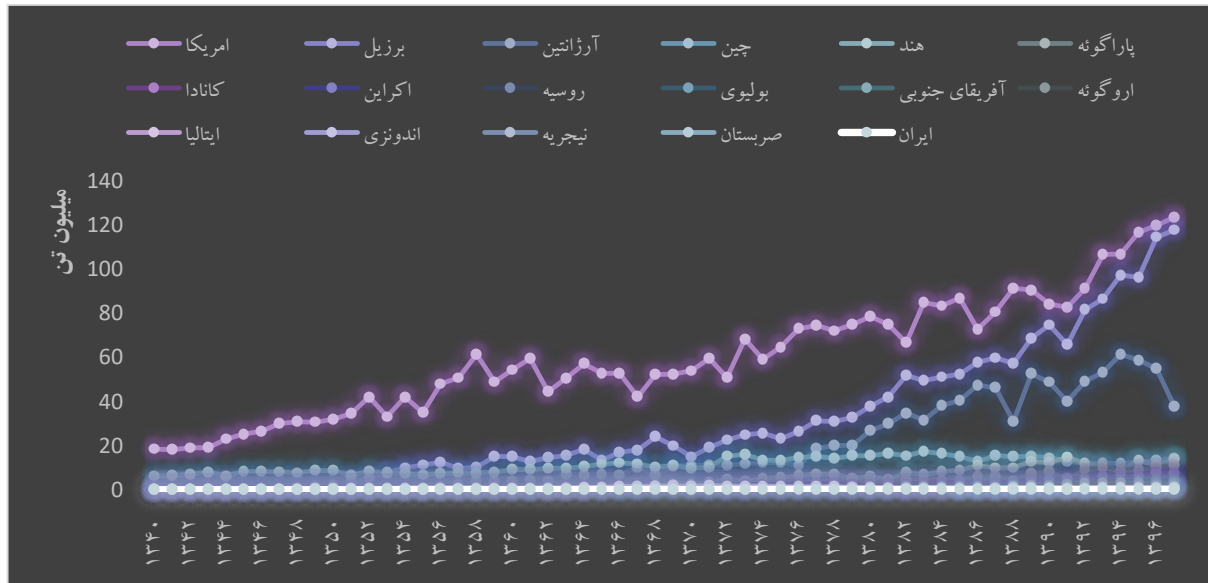 امریکا برزیل آرژانتین چین هند پاراگوئه
کانادا اکراین روسیه بولیوی آفریقای جنوبی اروگوئه
ایتالیا اندونزی نیجریه صربستان ایران
میلیون تن
140
120
100
80
60
40
20
0
۱۳۴۰ ۱۳۴۲ ۱۳۴۴ ۱۳۴۶ ۱۳۴۸ ۱۳۵۰ ۱۳۵۲ ۱۳۵۴ ۱۳۵۶ ۱۳۵۸ ۱۳۶۰ ۱۳۶۲ ۱۳۶۴ ۱۳۶۶ ۱۳۶۸ ۱۳۷۰ ۱۳۷۲ ۱۳۷۴ ۱۳۷۶ ۱۳۷۸ ۱۳۸۰ ۱۳۸۲ ۱۳۸۴ ۱۳۸۶ ۱۳۸۸ ۱۳۹۰ ۱۳۹۲ ۱۳۹۴ ۱۳۹۶